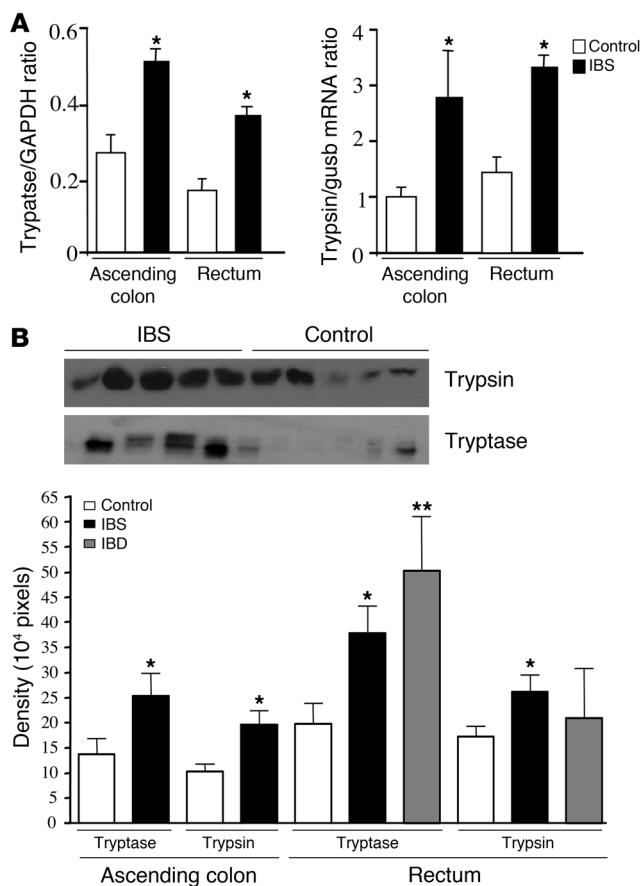 A
Trypatse/GAPDH ratio
0.6
0.4
0.2
0
*
*
Ascending
colon
Rectum
Trypsin/gusb mRNA ratio
4
3
2
1
0
*
*
Control
IBS
Ascending
colon
Rectum
B
IBS
Control
Trypsin
Tryptase
Density (10⁴ pixels)
65
60
55
50
45
40
35
30
25
20
15
10
5
0
Control
IBS
IBD
*
*
*
**
*
Tryptase
Trypsin
Tryptase
Trypsin
Ascending colon
Rectum